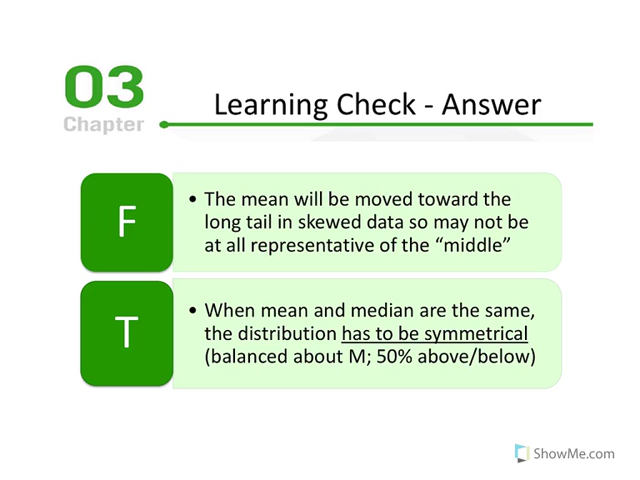 03
Chapter
Learning Check - Answer
F
• The mean will be moved toward the
long tail in skewed data so may not be
at all representative of the “middle”
T
• When mean and median are the same,
the distribution has to be symmetrical
(balanced about M; 50% above/below)
ShowMe.com